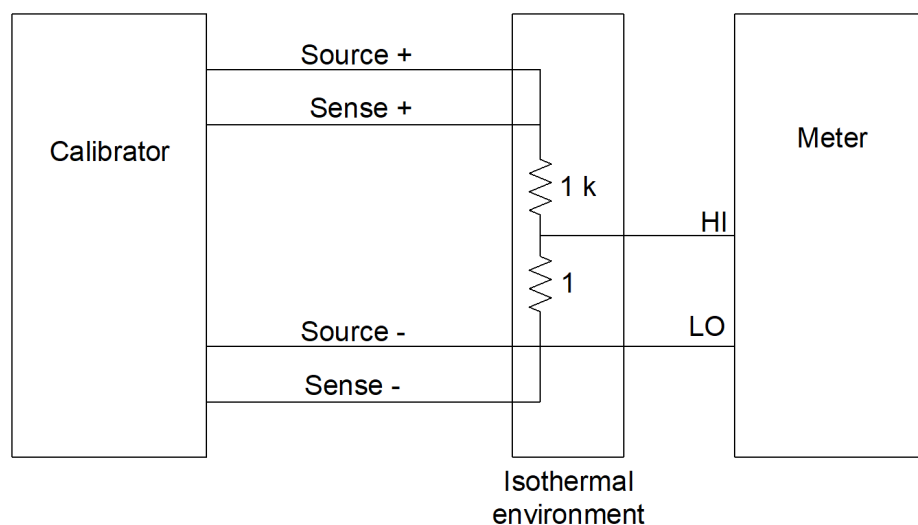 Source +
Sense +
Calibrator
Meter
1 k
HI
1
Source -
LO
Sense -
Isothermal
environment